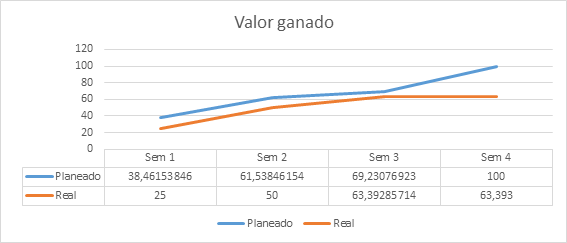 Valor ganado
120
100
80
60
40
20
0
Sem 1 Sem 2 Sem 3 Sem 4
Planeado 38,46153846 61,53846154 69,23076923 100
Real 25 50 63,39285714 63,393
Planeado Real